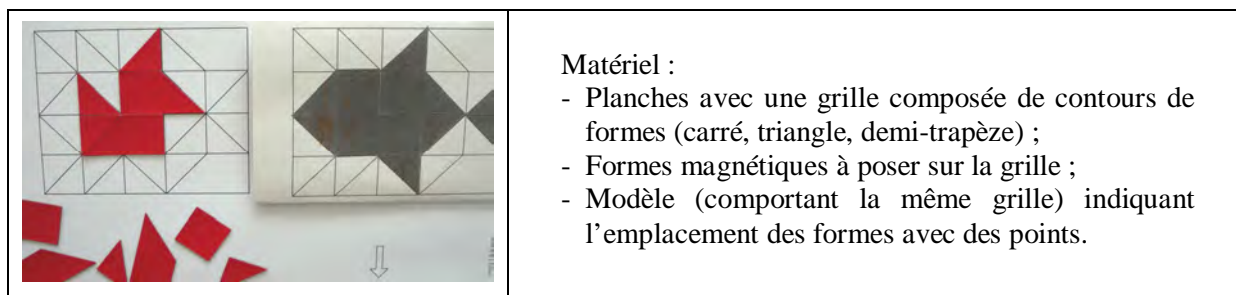 Matériel :
- Planches avec une grille composée de contours de
formes (carré, triangle, demi-trapèze) ;
- Formes magnétiques à poser sur la grille ;
- Modèle (comportant la même grille) indiquant
l’emplacement des formes avec des points.